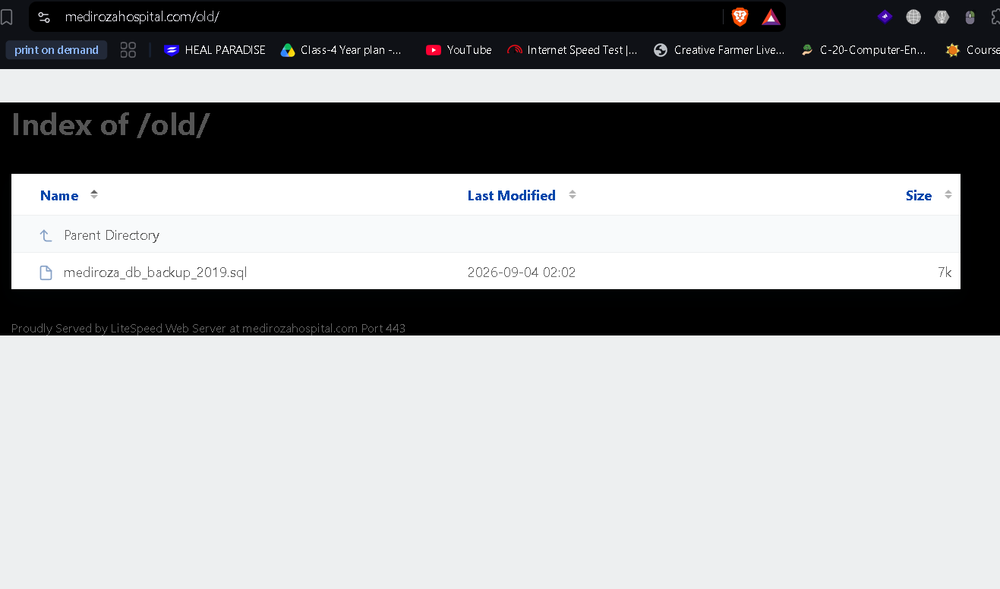 medirozahospital.com/old/
print on demand HEAL PARADISE Class-4 Year plan -... YouTube Internet Speed Test |... Creative Farmer Live... C-20-Computer-En... Course
Index of /old/
Name Last Modified Size
Parent Directory
mediroza_db_backup_2019.sql 2026-09-04 02:02 7k
Proudly Served by LiteSpeed Web Server at medirozahospital.com Port 443